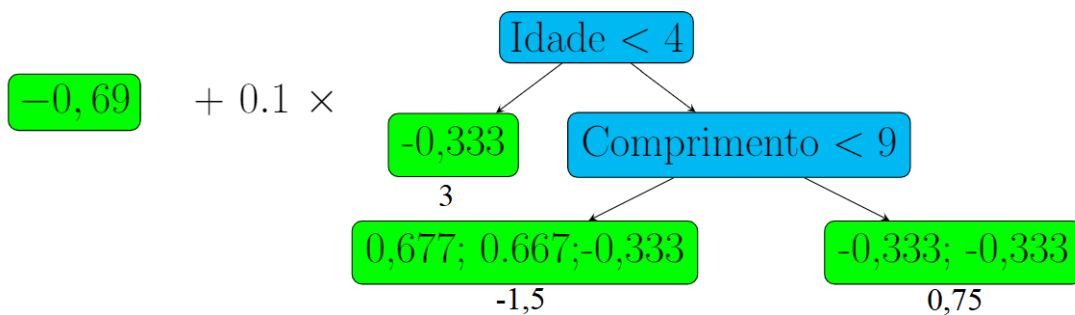 Idade < 4
−0, 69 + 0.1 ×
-0,333 Comprimento < 9
3
0,677; 0.667;-0,333 -0,333; -0,333
-1,5 0,75